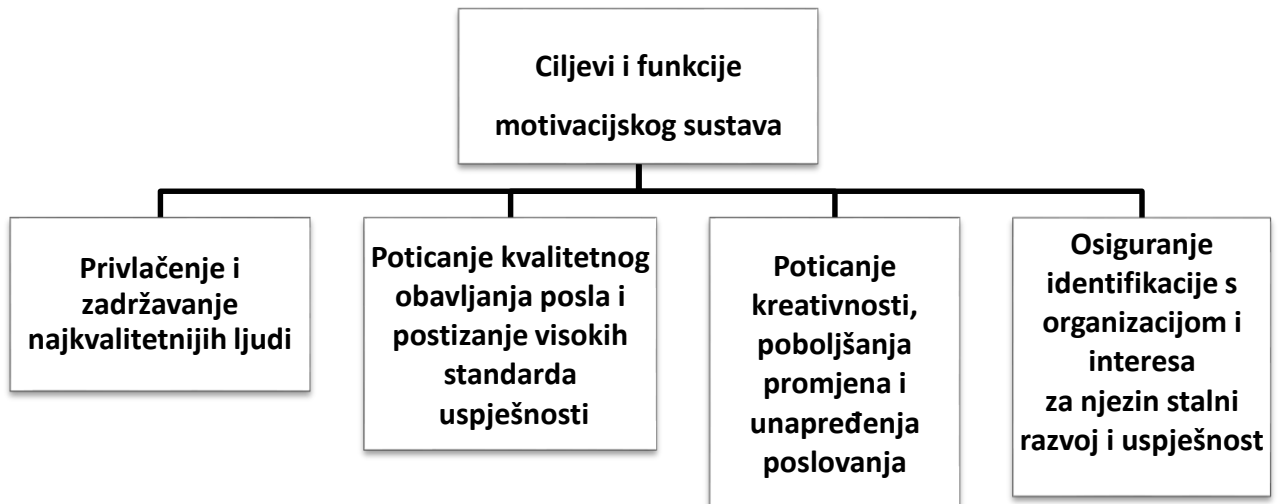 Ciljevi i funkcije
motivacijskog sustava
Privlačenje i
zadržavanje
najkvalitetnijih ljudi
Poticanje kvalitetnog
obavljanja posla i
postizanje visokih
standarda
uspješnosti
Poticanje
kreativnosti,
poboljšanja
promjena i
unapređenja
poslovanja
Osiguranje
identifikacije s
organizacijom i
interesa
za njezin stalni
razvoj i uspješnost